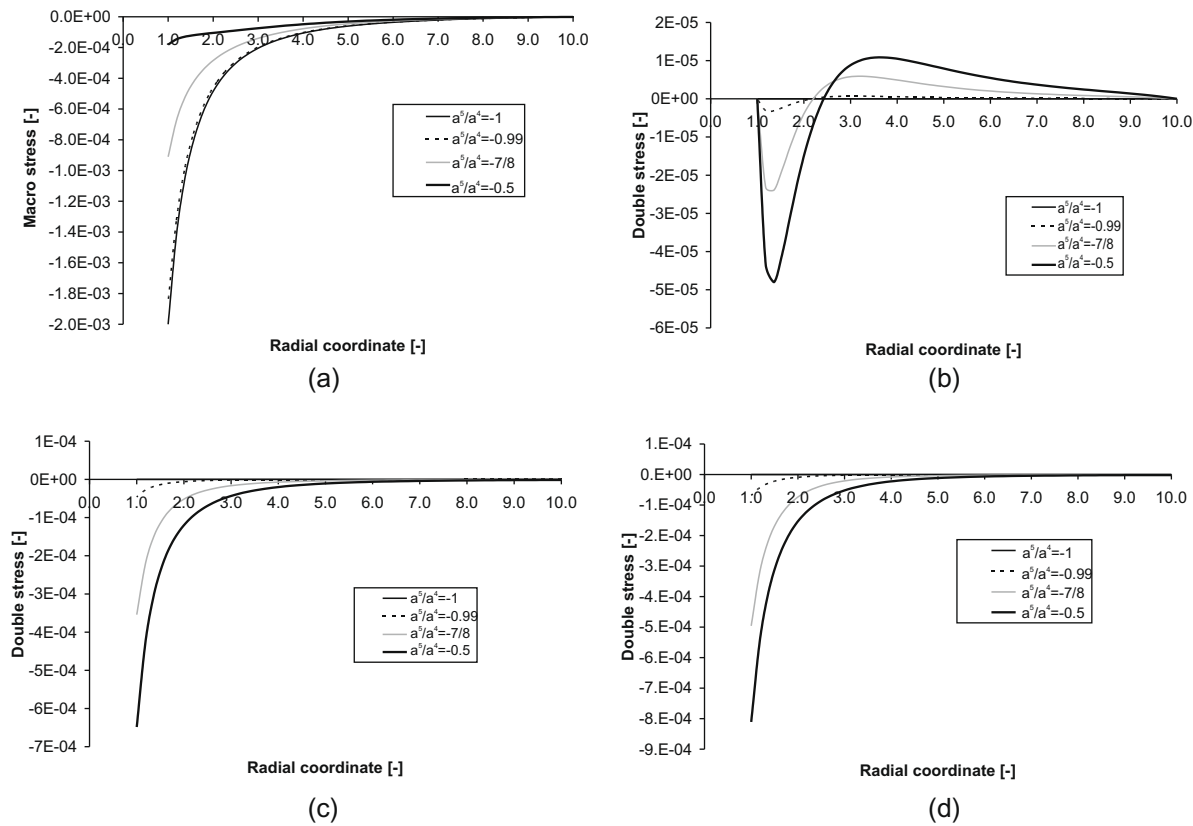 0.0E+00
0.0 1.0 2.0 3.0 4.0 5.0 6.0 7.0 8.0 9.0 10.0
-2.0E-04
-4.0E-04
-6.0E-04
-8.0E-04
-1.0E-03
-1.2E-03
-1.4E-03
-1.6E-03
-1.8E-03
-2.0E-03
Macro stress [-]
a⁵/a⁴=-1
a⁵/a⁴=-0.99
a⁵/a⁴=-7/8
a⁵/a⁴=-0.5
Radial coordinate [-]
(a)
2E-05
1E-05
0E+00
0.0 1.0 2.0 3.0 4.0 5.0 6.0 7.0 8.0 9.0 10.0
-1E-05
-2E-05
-3E-05
-4E-05
-5E-05
-6E-05
Double stress [-]
a⁵/a⁴=-1
a⁵/a⁴=-0.99
a⁵/a⁴=-7/8
a⁵/a⁴=-0.5
Radial coordinate [-]
(b)
1E-04
0E+00
0.0 1.0 2.0 3.0 4.0 5.0 6.0 7.0 8.0 9.0 10.0
-1E-04
-2E-04
-3E-04
-4E-04
-5E-04
-6E-04
-7E-04
Double stress [-]
a⁵/a⁴=-1
a⁵/a⁴=-0.99
a⁵/a⁴=-7/8
a⁵/a⁴=-0.5
Radial coordinate [-]
(c)
1.E-04
0.E+00
0.0 1.0 2.0 3.0 4.0 5.0 6.0 7.0 8.0 9.0 10.0
-1.E-04
-2.E-04
-3.E-04
-4.E-04
-5.E-04
-6.E-04
-7.E-04
-8.E-04
-9.E-04
Double stress [-]
a⁵/a⁴=-1
a⁵/a⁴=-0.99
a⁵/a⁴=-7/8
a⁵/a⁴=-0.5
Radial coordinate [-]
(d)